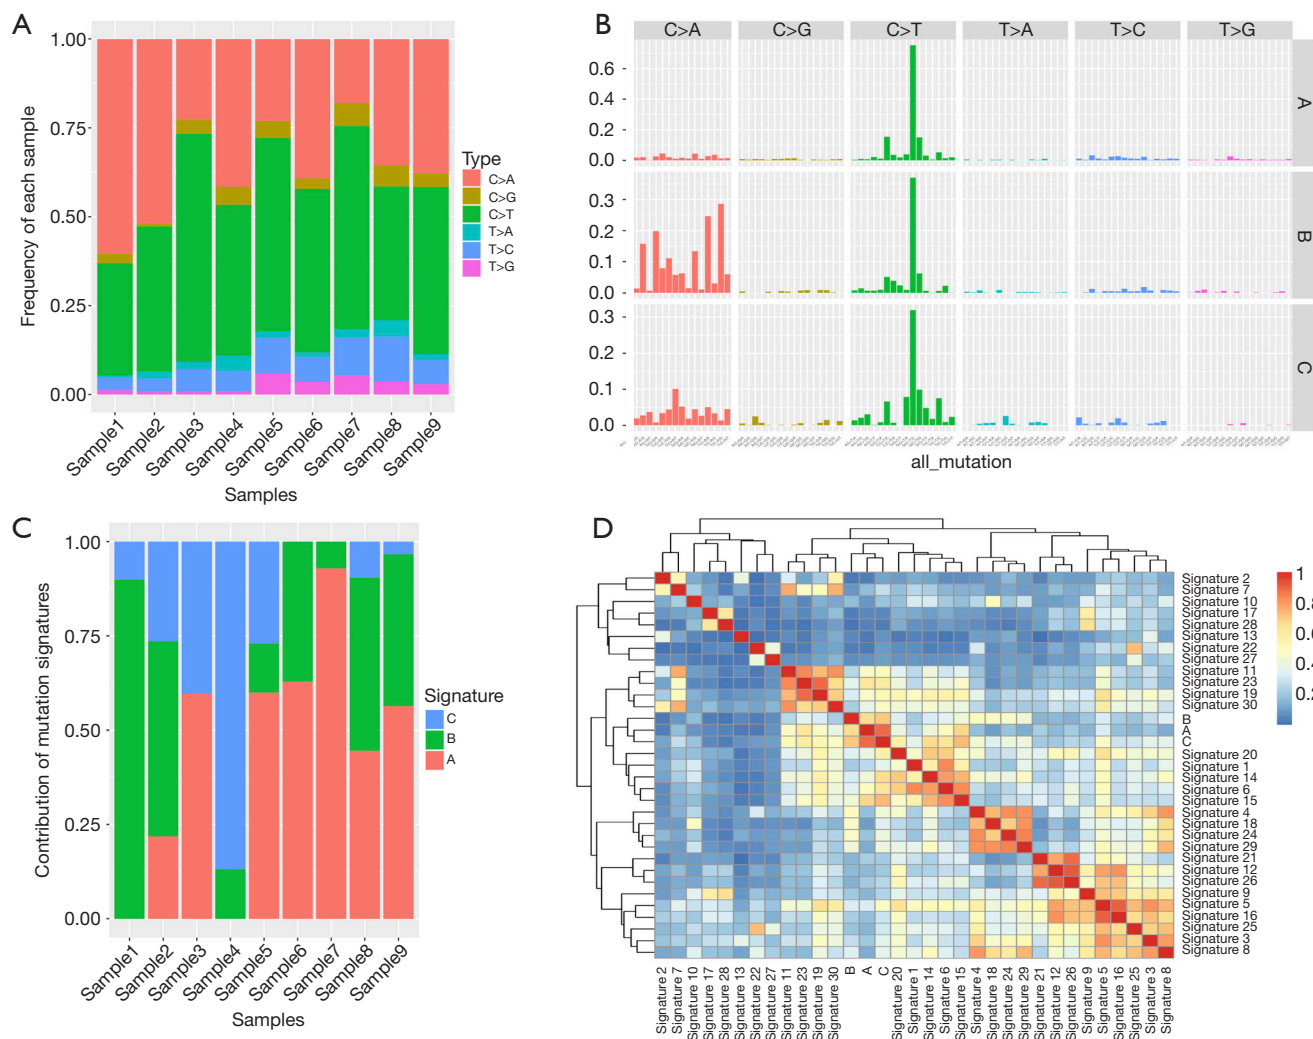 A
1.00
0.75
0.50
0.25
0.00
Frequency of each sample
Sample1
Sample2
Sample3
Sample4
Sample5
Sample6
Sample7
Sample8
Sample9
Samples
Type
C>A
C>G
C>T
T>A
T>C
T>G
B
C>A
C>G
C>T
T>A
T>C
T>G
0.6
0.4
0.2
0.0
A
0.3
0.2
0.1
0.0
B
0.3
0.2
0.1
0.0
C
all_mutation
C
1.00
0.75
0.50
0.25
0.00
Contribution of mutation signatures
Sample1
Sample2
Sample3
Sample4
Sample5
Sample6
Sample7
Sample8
Sample9
Samples
Signature
C
B
A
D
Signature 2
Signature 7
Signature 10
Signature 17
Signature 28
Signature 13
Signature 22
Signature 27
Signature 11
Signature 23
Signature 19
Signature 30
B
A
C
Signature 20
Signature 1
Signature 14
Signature 6
Signature 15
Signature 4
Signature 18
Signature 24
Signature 29
Signature 21
Signature 12
Signature 26
Signature 9
Signature 5
Signature 16
Signature 25
Signature 3
Signature 8
1
0.8
0.6
0.4
0.2
Signature 2
Signature 7
Signature 10
Signature 17
Signature 28
Signature 13
Signature 22
Signature 27
Signature 11
Signature 23
Signature 19
Signature 30
B
A
C
Signature 20
Signature 1
Signature 14
Signature 6
Signature 15
Signature 4
Signature 18
Signature 24
Signature 29
Signature 21
Signature 12
Signature 26
Signature 9
Signature 5
Signature 16
Signature 25
Signature 3
Signature 8